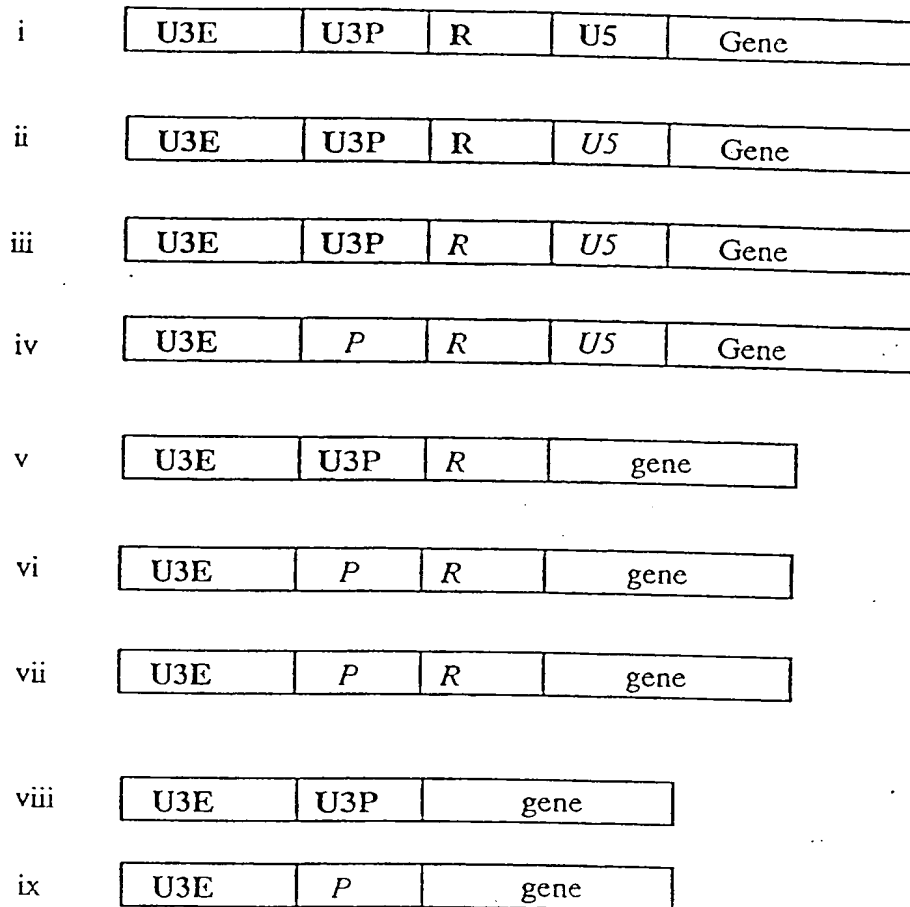 i U3E U3P R U5 Gene
ii U3E U3P R U5 Gene
iii U3E U3P R U5 Gene
iv U3E P R U5 Gene
v U3E U3P R gene
vi U3E P R gene
vii U3E P R gene
viii U3E U3P gene
ix U3E P gene